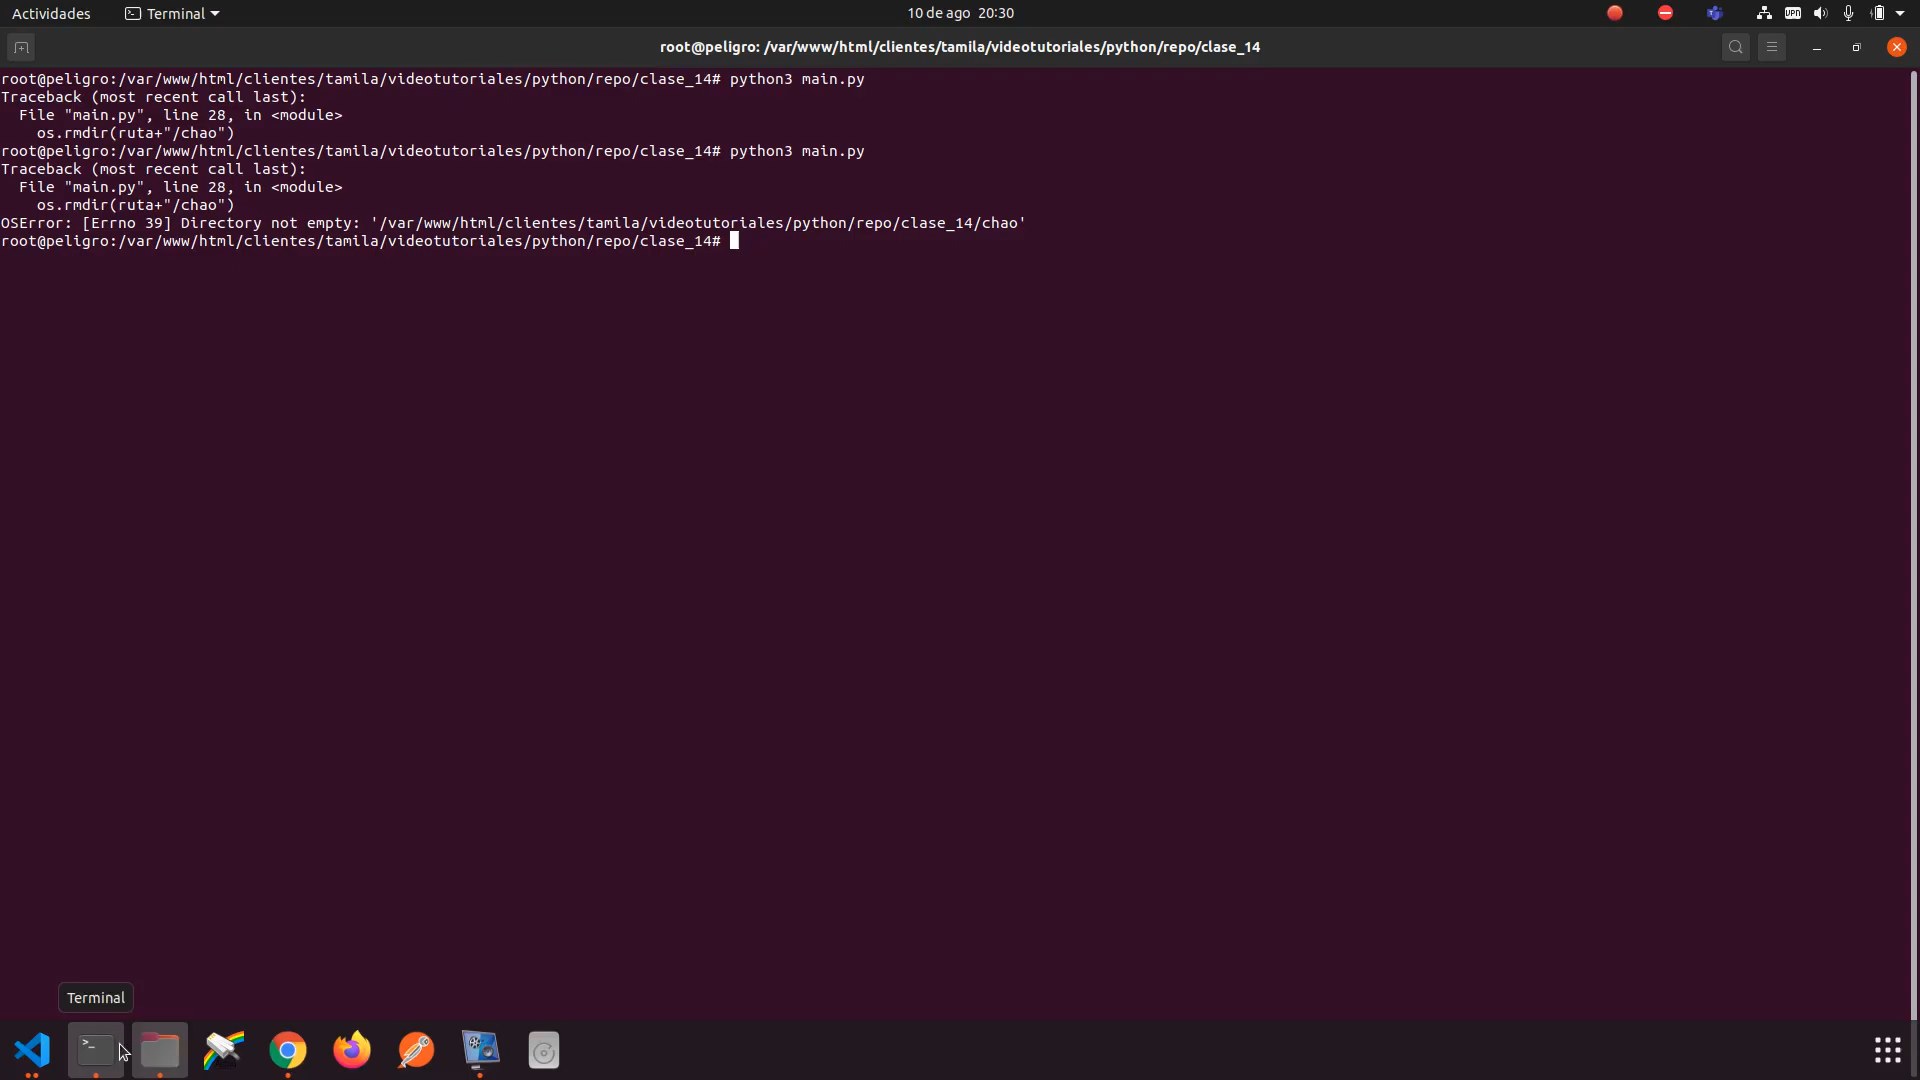 Actividades
Terminal
10 de ago 20:30
VPN
root@peligro: /var/www/html/clientes/tamila/videotutoriales/python/repo/clase_14
root@peligro:/var/www/html/clientes/tamila/videotutoriales/python/repo/clase_14# python3 main.py
Traceback (most recent call last):
  File "main.py", line 28, in <module>
    os.rmdir(ruta+"/chao")
root@peligro:/var/www/html/clientes/tamila/videotutoriales/python/repo/clase_14# python3 main.py
Traceback (most recent call last):
  File "main.py", line 28, in <module>
    os.rmdir(ruta+"/chao")
OSError: [Errno 39] Directory not empty: '/var/www/html/clientes/tamila/videotutoriales/python/repo/clase_14/chao'
root@peligro:/var/www/html/clientes/tamila/videotutoriales/python/repo/clase_14#
Terminal